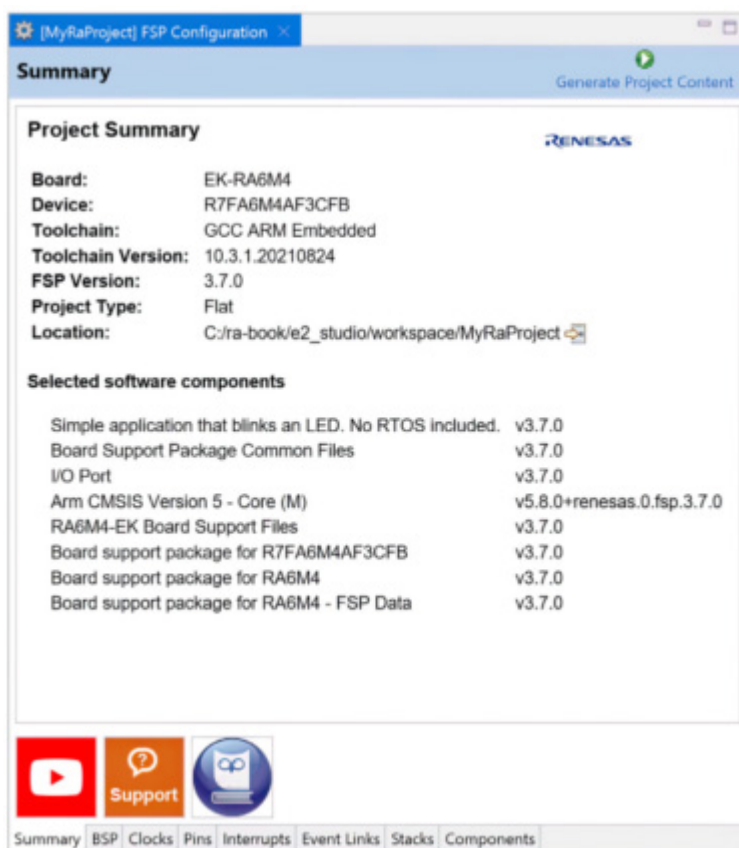 [MyRaProject] FSP Configuration
Summary
Generate Project Content
Project Summary
RENESAS
Board: EK-RA6M4
Device: R7FA6M4AF3CFB
Toolchain: GCC ARM Embedded
Toolchain Version: 10.3.1.20210824
FSP Version: 3.7.0
Project Type: Flat
Location: C:/ra-book/e2_studio/workspace/MyRaProject
Selected software components
Simple application that blinks an LED. No RTOS included. v3.7.0
Board Support Package Common Files v3.7.0
I/O Port v3.7.0
Arm CMSIS Version 5 - Core (M) v5.8.0+renesas.0.fsp.3.7.0
RA6M4-EK Board Support Files v3.7.0
Board support package for R7FA6M4AF3CFB v3.7.0
Board support package for RA6M4 v3.7.0
Board support package for RA6M4 - FSP Data v3.7.0
Support
Summary BSP Clocks Pins Interrupts Event Links Stacks Components